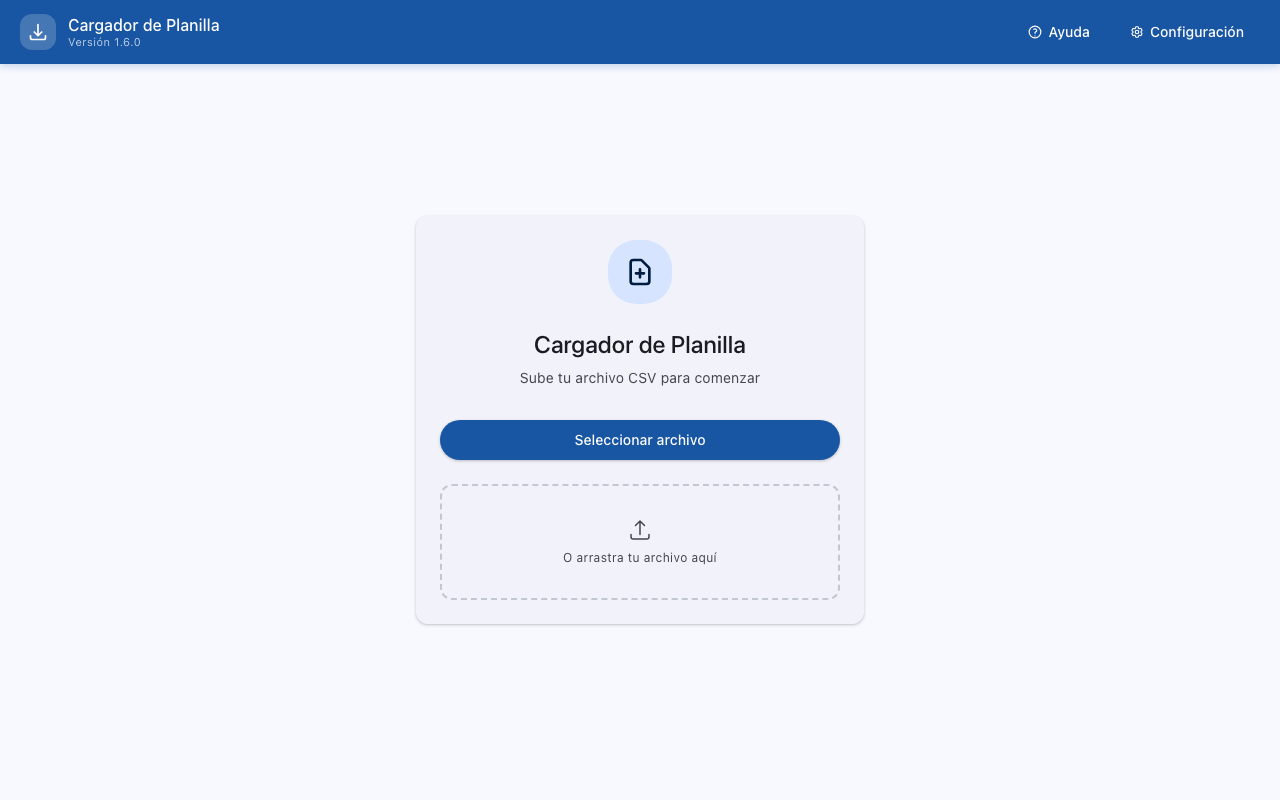 Cargador de Planilla
Versión 1.6.0
Ayuda
Configuración
Cargador de Planilla
Sube tu archivo CSV para comenzar
Seleccionar archivo
O arrastra tu archivo aquí